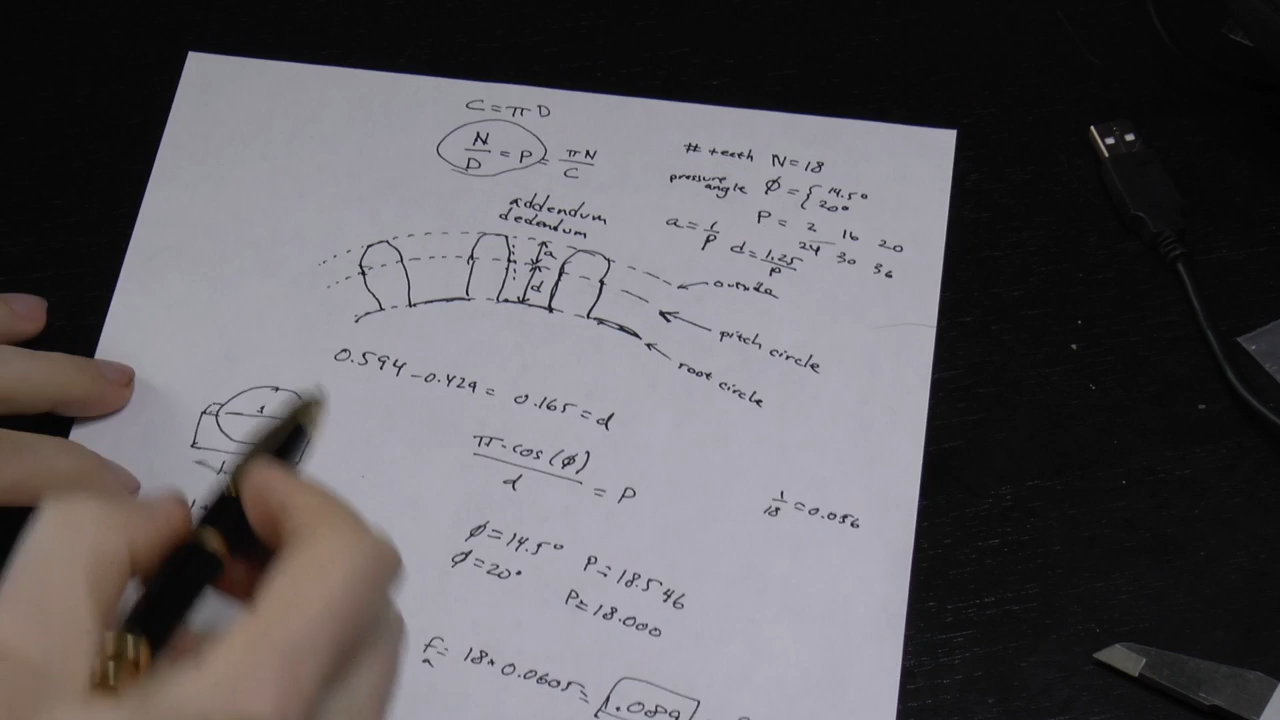 C = πD
N/D = P = πN/C
# teeth N = 18
pressure angle φ = { 14.5° 20°
P = 2 16 20
24 30 36
a = 1/P d = 1.25/P
addendum
dedendum
a
d
outside
pitch circle
root circle
0.594 - 0.429 = 0.165 = d
1
π·cos(φ)/d = P
1/18 = 0.056
φ = 14.5° P = 18.546
φ = 20° P = 18.000
f = 18 * 0.0605 = 1.089
a